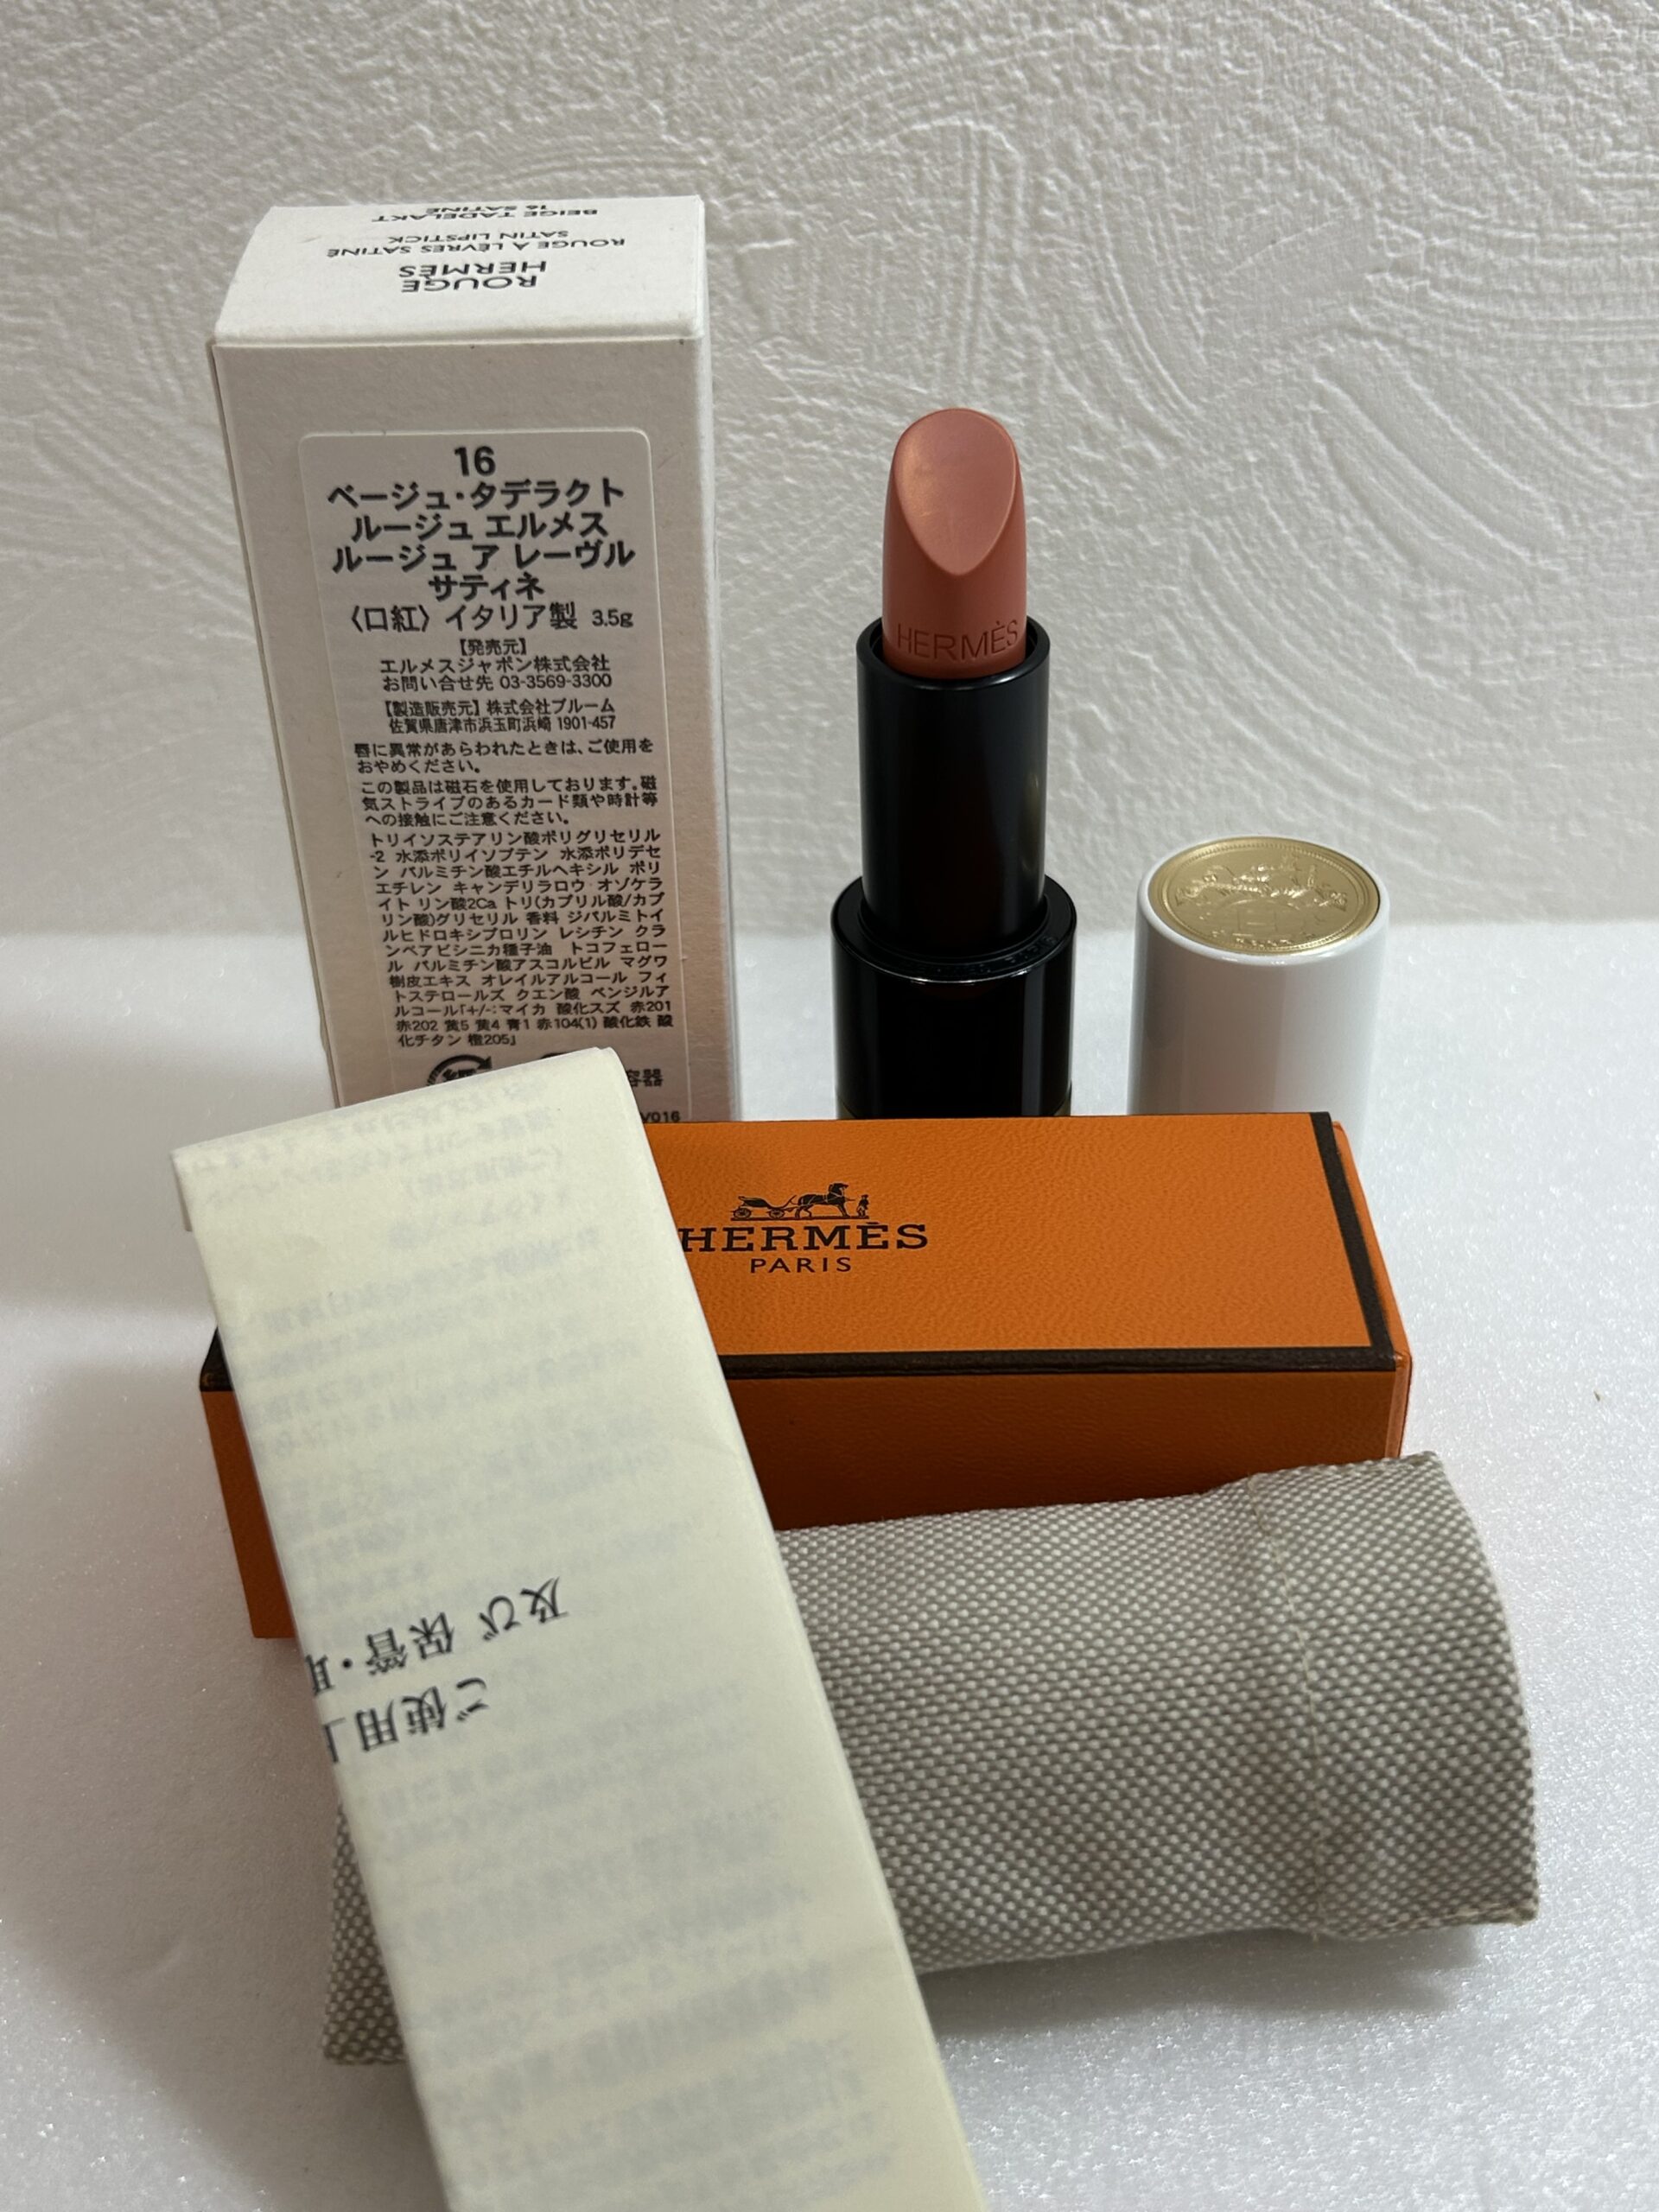 ROUGE
HERMÈS
ROUGE À LÈVRES SATINÉ
SATIN LIPSTICK
BEIGE TADELAKT
16 SATINÉ
16
ベージュ・タデラクト
ルージュ エルメス
ルージュ ア レーヴル
サティネ
〈口紅〉イタリア製 3.5g
【発売元】
エルメスジャポン株式会社
お問い合せ先 03-3569-3300
【製造販売元】株式会社ブルーム
佐賀県唐津市浜玉町浜崎 1901-457
唇に異常があらわれたときは、ご使用を
おやめください。
この製品は磁石を使用しております。磁
気ストライプのあるカード類や時計等
への接触にご注意ください。
トリイソステアリン酸ポリグリセリル
-2 水添ポリイソブテン 水添ポリデセ
ン パルミチン酸エチルヘキシル ポリ
エチレン キャンデリラロウ オゾケラ
イト リン酸2Ca トリ(カプリル酸/カプ
リン酸)グリセリル 香料 ジパルミトイ
ルヒドロキシプロリン レシチン クラ
ンベアビシニカ種子油 トコフェロー
ル パルミチン酸アスコルビル マグワ
樹皮エキス オレイルアルコール フィ
トステロールズ クエン酸 ベンジルア
ルコール「+/-:マイカ 酸化スズ 赤201
赤202 黄5 黄4 青1 赤104(1) 酸化鉄 酸
化チタン 橙205」
容器
V016
HERMÈS
HERMÈS
PARIS
ご使用上
及び 保管・取